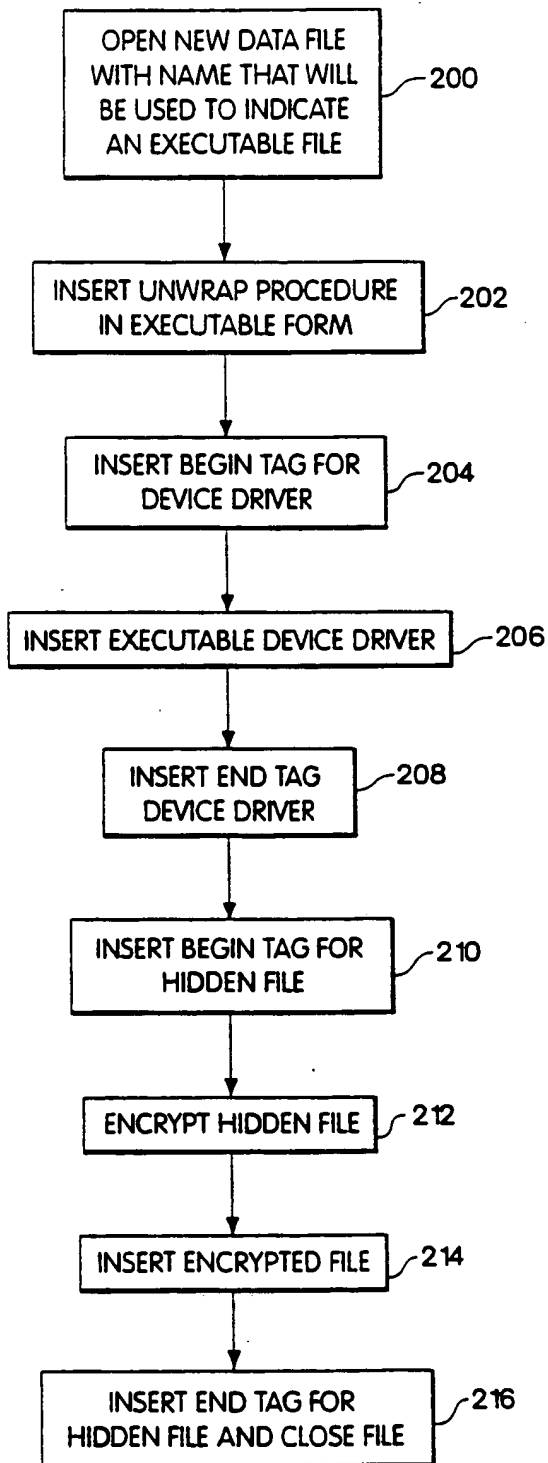 OPEN NEW DATA FILE
WITH NAME THAT WILL
BE USED TO INDICATE
AN EXECUTABLE FILE
200
INSERT UNWRAP PROCEDURE
IN EXECUTABLE FORM
202
INSERT BEGIN TAG FOR
DEVICE DRIVER
204
INSERT EXECUTABLE DEVICE DRIVER
206
INSERT END TAG
DEVICE DRIVER
208
INSERT BEGIN TAG FOR
HIDDEN FILE
210
ENCRYPT HIDDEN FILE
212
INSERT ENCRYPTED FILE
214
INSERT END TAG FOR
HIDDEN FILE AND CLOSE FILE
216